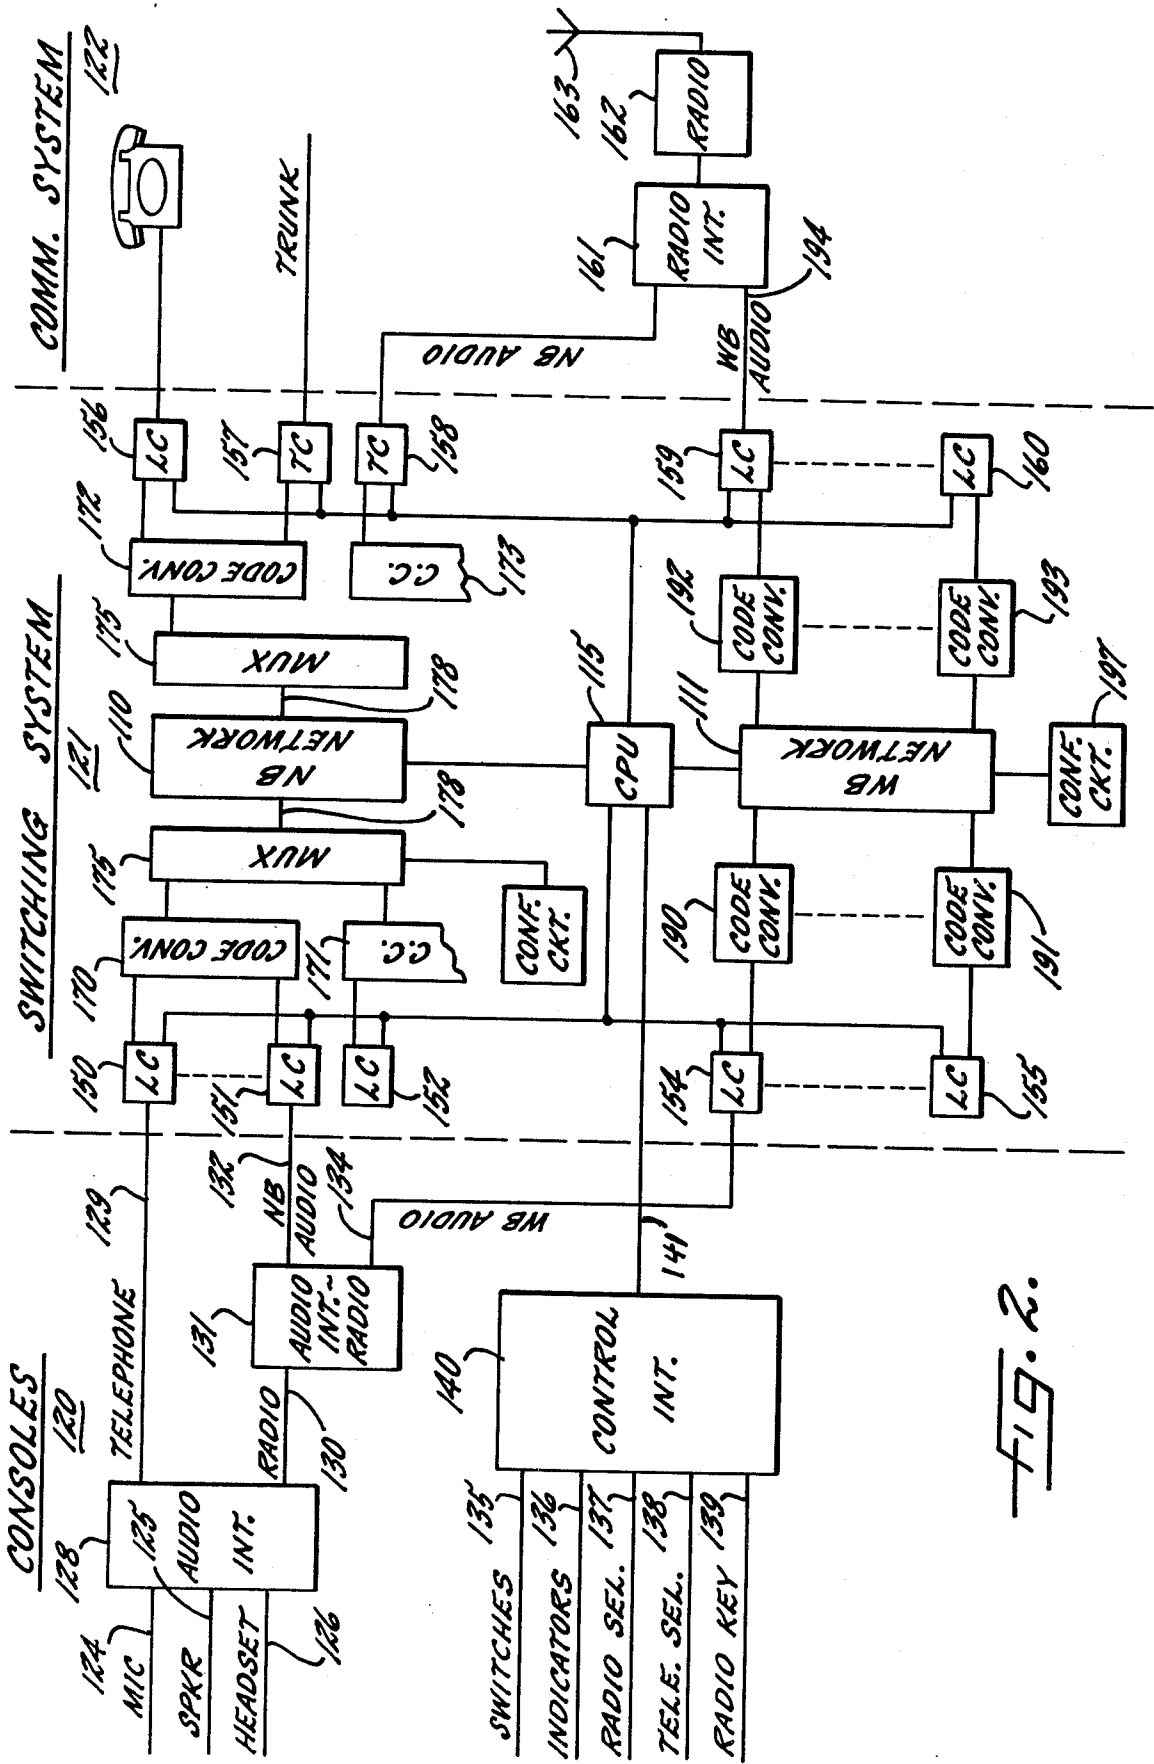 CONSOLES
120
SWITCHING SYSTEM
121
COMM. SYSTEM
122
124
MIC
SPKR
125
HEADSET
126
128
AUDIO
INT.
TELEPHONE
129
RADIO
130
131
AUDIO
INT.-
RADIO
132
NB
AUDIO
134
WB AUDIO
SWITCHES
135
INDICATORS
136
RADIO SEL.
137
TELE. SEL.
138
RADIO KEY
139
140
CONTROL
INT.
141
150
LC
151
LC
LC
152
154
LC
LC
155
170
CODE CONV.
171
C.C.
175
MUX
178
CONF.
CKT.
110
NB
NETWORK
178
175
MUX
172
CODE CONV.
C.C.
173
115
CPU
190
CODE
CONV.
CODE
CONV.
191
111
WB
NETWORK
CONF.
CKT.
197
192
CODE
CONV.
CODE
CONV.
193
156
LC
157
TC
TC
158
159
LC
LC
160
TRUNK
NB AUDIO
WB
AUDIO
194
161
RADIO
INT.
162
RADIO
163
FIG. 2.